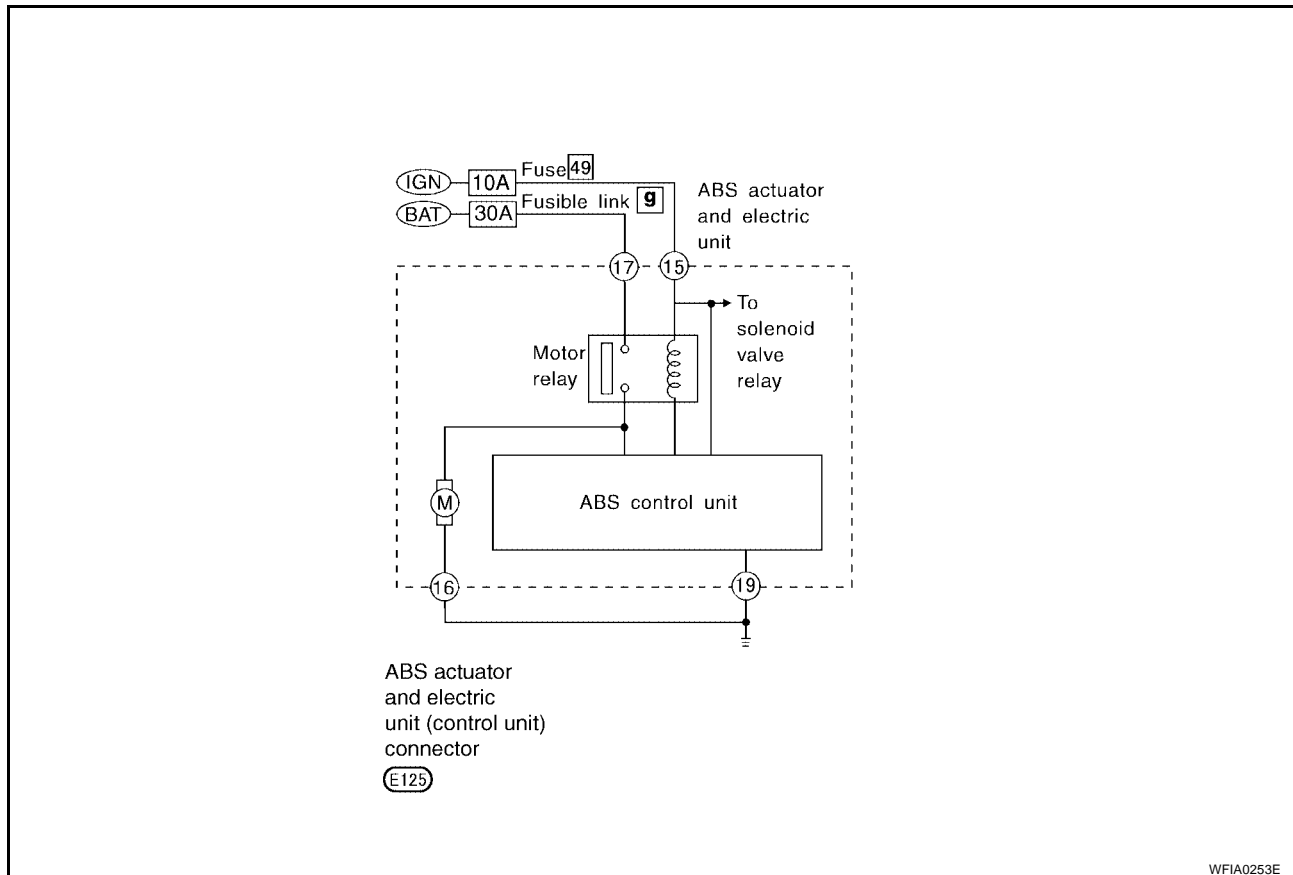 IGN 10A Fuse 49
BAT 30A Fusible link g
ABS actuator
and electric
unit
17 15
To
solenoid
valve
relay
Motor
relay
M
ABS control unit
16 19
ABS actuator
and electric
unit (control unit)
connector
E125
WFIA0253E